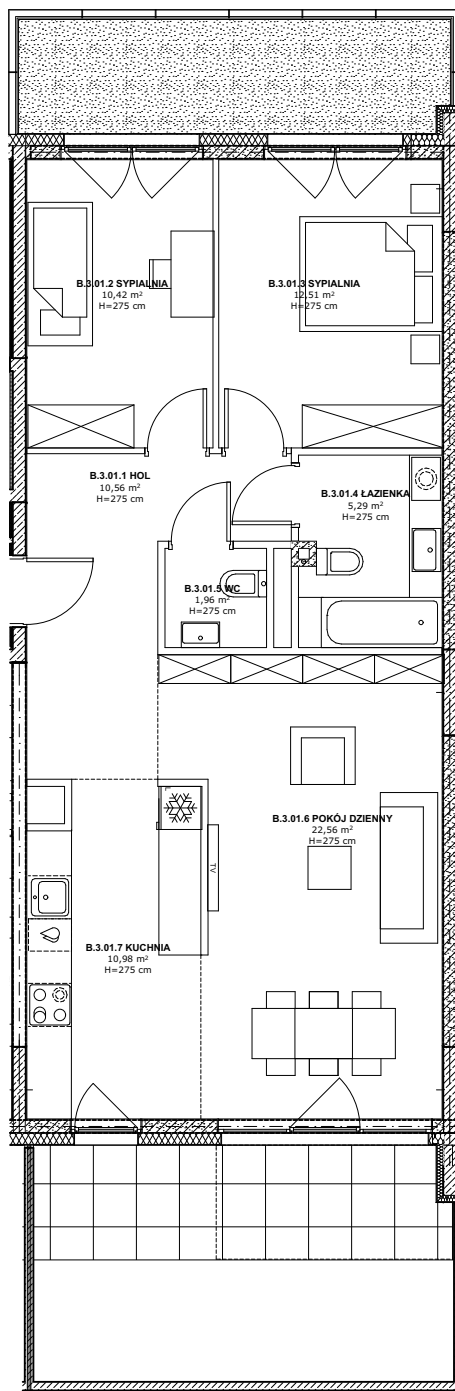 B.3.01.2 SYPIALNIA
10,42 m²
H=275 cm
B.3.01.3 SYPIALNIA
12,51 m²
H=275 cm
B.3.01.1 HOL
10,56 m²
H=275 cm
B.3.01.4 ŁAZIENKA
5,29 m²
H=275 cm
B.3.01.5 WC
1,96 m²
H=275 cm
B.3.01.6 POKÓJ DZIENNY
22,56 m²
H=275 cm
TV
B.3.01.7 KUCHNIA
10,98 m²
H=275 cm